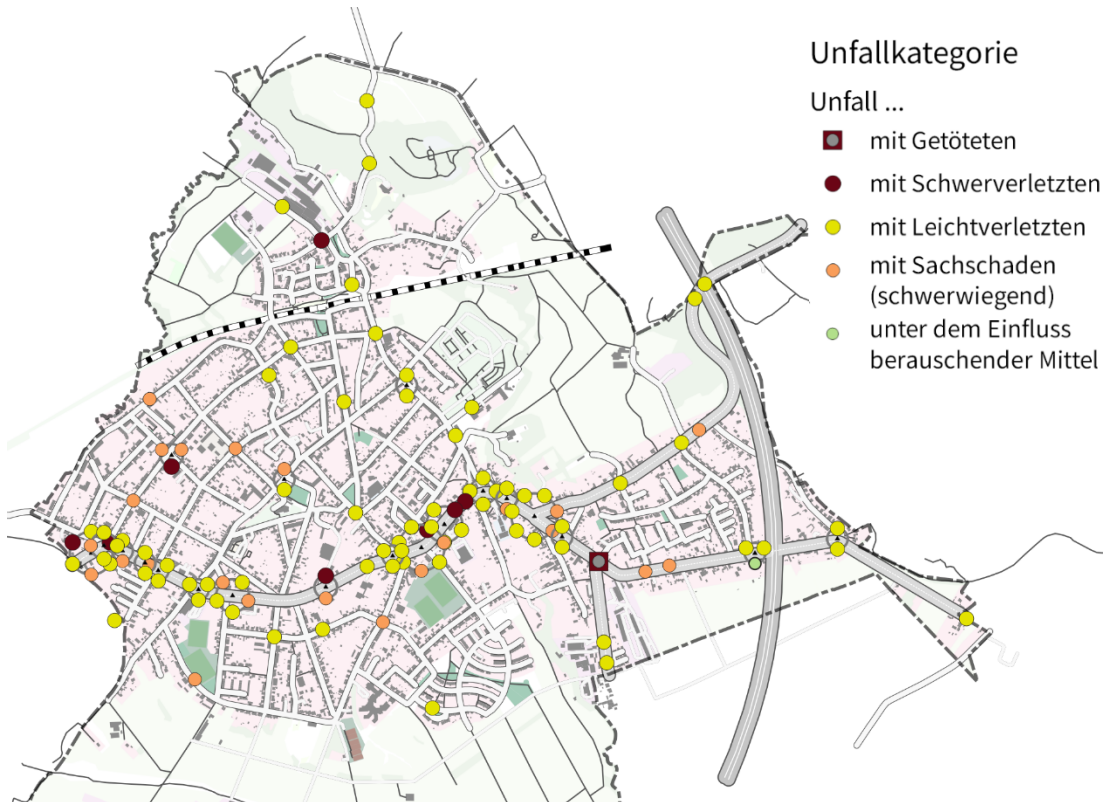 Unfallkategorie
Unfall ...
mit Getöteten
mit Schwerverletzten
mit Leichtverletzten
mit Sachschaden
(schwerwiegend)
unter dem Einfluss
berauschender Mittel